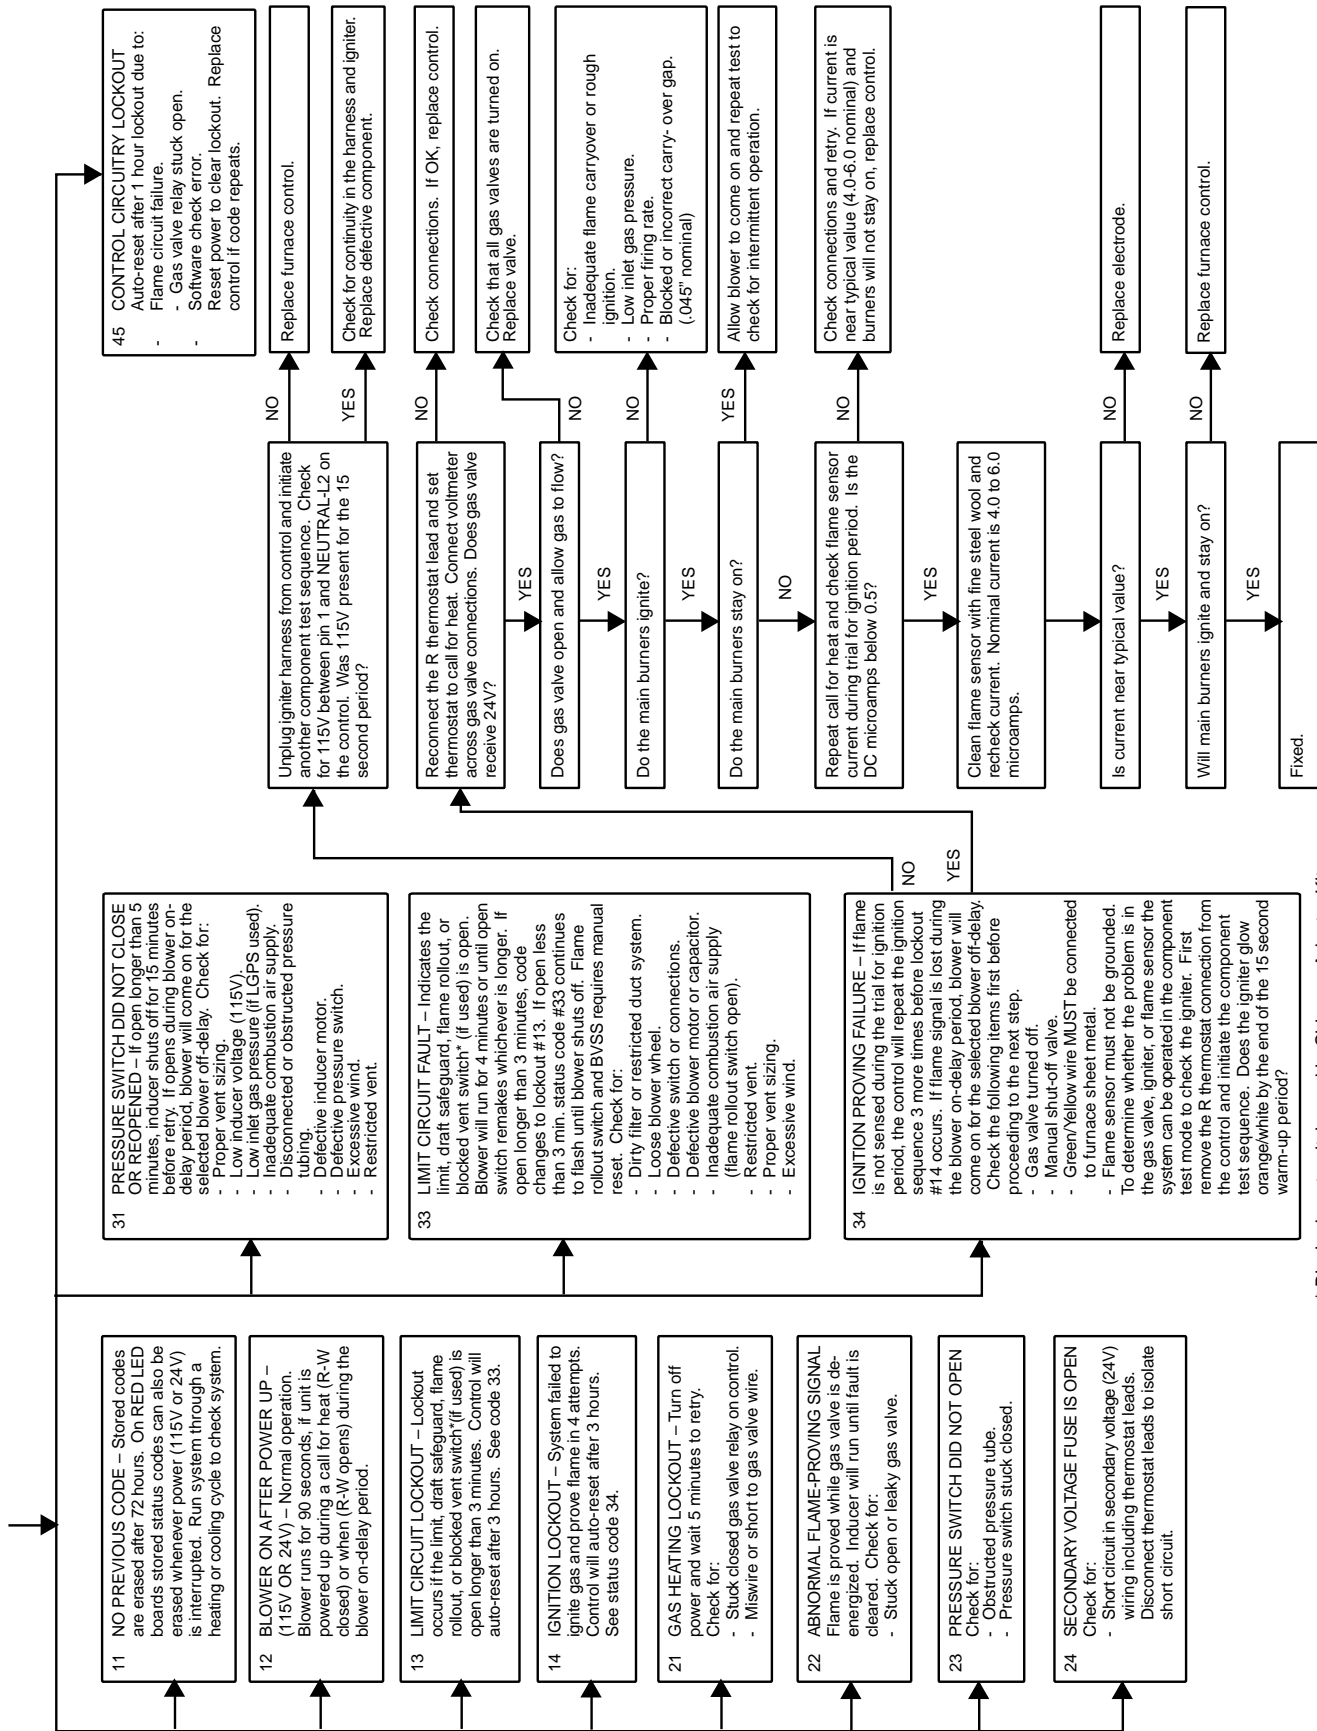 11 NO PREVIOUS CODE – Stored codes
are erased after 72 hours. On RED LED
boards stored status codes can also be
erased whenever power (115V or 24V)
is interrupted. Run system through a
heating or cooling cycle to check system.
12 BLOWER ON AFTER POWER UP –
(115V OR 24V) – Normal operation.
Blower runs for 90 seconds, if unit is
powered up during a call for heat (R-W
closed) or when (R-W opens) during the
blower on-delay period.
13 LIMIT CIRCUIT LOCKOUT – Lockout
occurs if the limit, draft safeguard, flame
rollout, or blocked vent switch*(if used) is
open longer than 3 minutes. Control will
auto-reset after 3 hours. See code 33.
14 IGNITION LOCKOUT – System failed to
ignite gas and prove flame in 4 attempts.
Control will auto-reset after 3 hours.
See status code 34.
21 GAS HEATING LOCKOUT – Turn off
power and wait 5 minutes to retry.
Check for:
- Stuck closed gas valve relay on control.
- Miswire or short to gas valve wire.
22 ABNORMAL FLAME-PROVING SIGNAL
Flame is proved while gas valve is de-
energized. Inducer will run until fault is
cleared. Check for:
- Stuck open or leaky gas valve.
23 PRESSURE SWITCH DID NOT OPEN
Check for:
- Obstructed pressure tube.
- Pressure switch stuck closed.
24 SECONDARY VOLTAGE FUSE IS OPEN
Check for:
- Short circuit in secondary voltage (24V)
wiring including thermostat leads.
Disconnect thermostat leads to isolate
short circuit.
31 PRESSURE SWITCH DID NOT CLOSE
OR REOPENED – If open longer than 5
minutes, inducer shuts off for 15 minutes
before retry. If opens during blower on-
delay period, blower will come on for the
selected blower off-delay. Check for:
- Proper vent sizing.
- Low inducer voltage (115V).
- Low inlet gas pressure (if LGPS used).
- Inadequate combustion air supply.
- Disconnected or obstructed pressure
tubing.
- Defective inducer motor.
- Defective pressure switch.
- Excessive wind.
- Restricted vent.
33 LIMIT CIRCUIT FAULT – Indicates the
limit, draft safeguard, flame rollout, or
blocked vent switch* (if used) is open.
Blower will run for 4 minutes or until open
switch remakes whichever is longer. If
open longer than 3 minutes, code
changes to lockout #13. If open less
than 3 min. status code #33 continues
to flash until blower shuts off. Flame
rollout switch and BVSS requires manual
reset. Check for:
- Dirty filter or restricted duct system.
- Loose blower wheel.
- Defective switch or connections.
- Defective blower motor or capacitor.
- Inadequate combustion air supply
(flame rollout switch open).
- Restricted vent.
- Proper vent sizing.
- Excessive wind.
34 IGNITION PROVING FAILURE – If flame
is not sensed during the trial for ignition
period, the control will repeat the ignition
sequence 3 more times before lockout
#14 occurs. If flame signal is lost during
the blower on-delay period, blower will
come on for the selected blower off-delay.
Check the following items first before
proceeding to the next step.
- Gas valve turned off.
- Manual shut-off valve.
- Green/Yellow wire MUST be connected
to furnace sheet metal.
- Flame sensor must not be grounded.
To determine whether the problem is in
the gas valve, igniter, or flame sensor the
system can be operated in the component
test mode to check the igniter. First
remove the R thermostat connection from
the control and initiate the component
test sequence. Does the igniter glow
orange/white by the end of the 15 second
warm-up period?
NO
YES
Unplug igniter harness from control and initiate
another component test sequence. Check
for 115V between pin 1 and NEUTRAL-L2 on
the control. Was 115V present for the 15
second period?
NO
YES
Reconnect the R thermostat lead and set
thermostat to call for heat. Connect voltmeter
across gas valve connections. Does gas valve
receive 24V?
NO
YES
Does gas valve open and allow gas to flow?
NO
YES
Do the main burners ignite?
NO
YES
Do the main burners stay on?
YES
NO
Repeat call for heat and check flame sensor
current during trial for ignition period. Is the
DC microamps below 0.5?
NO
YES
Clean flame sensor with fine steel wool and
recheck current. Nominal current is 4.0 to 6.0
microamps.
Is current near typical value?
NO
YES
Will main burners ignite and stay on?
NO
YES
Fixed.
45 CONTROL CIRCUITRY LOCKOUT
Auto-reset after 1 hour lockout due to:
- Flame circuit failure.
- Gas valve relay stuck open.
- Software check error.
Reset power to clear lockout. Replace
control if code repeats.
Replace furnace control.
Check for continuity in the harness and igniter.
Replace defective component.
Check connections. If OK, replace control.
Check that all gas valves are turned on.
Replace valve.
Check for:
- Inadequate flame carryover or rough
ignition.
- Low inlet gas pressure.
- Proper firing rate.
- Blocked or incorrect carry- over gap.
(.045" nominal)
Allow blower to come on and repeat test to
check for intermittent operation.
Check connections and retry. If current is
near typical value (4.0-6.0 nominal) and
burners will not stay on, replace control.
Replace electrode.
Replace furnace control.